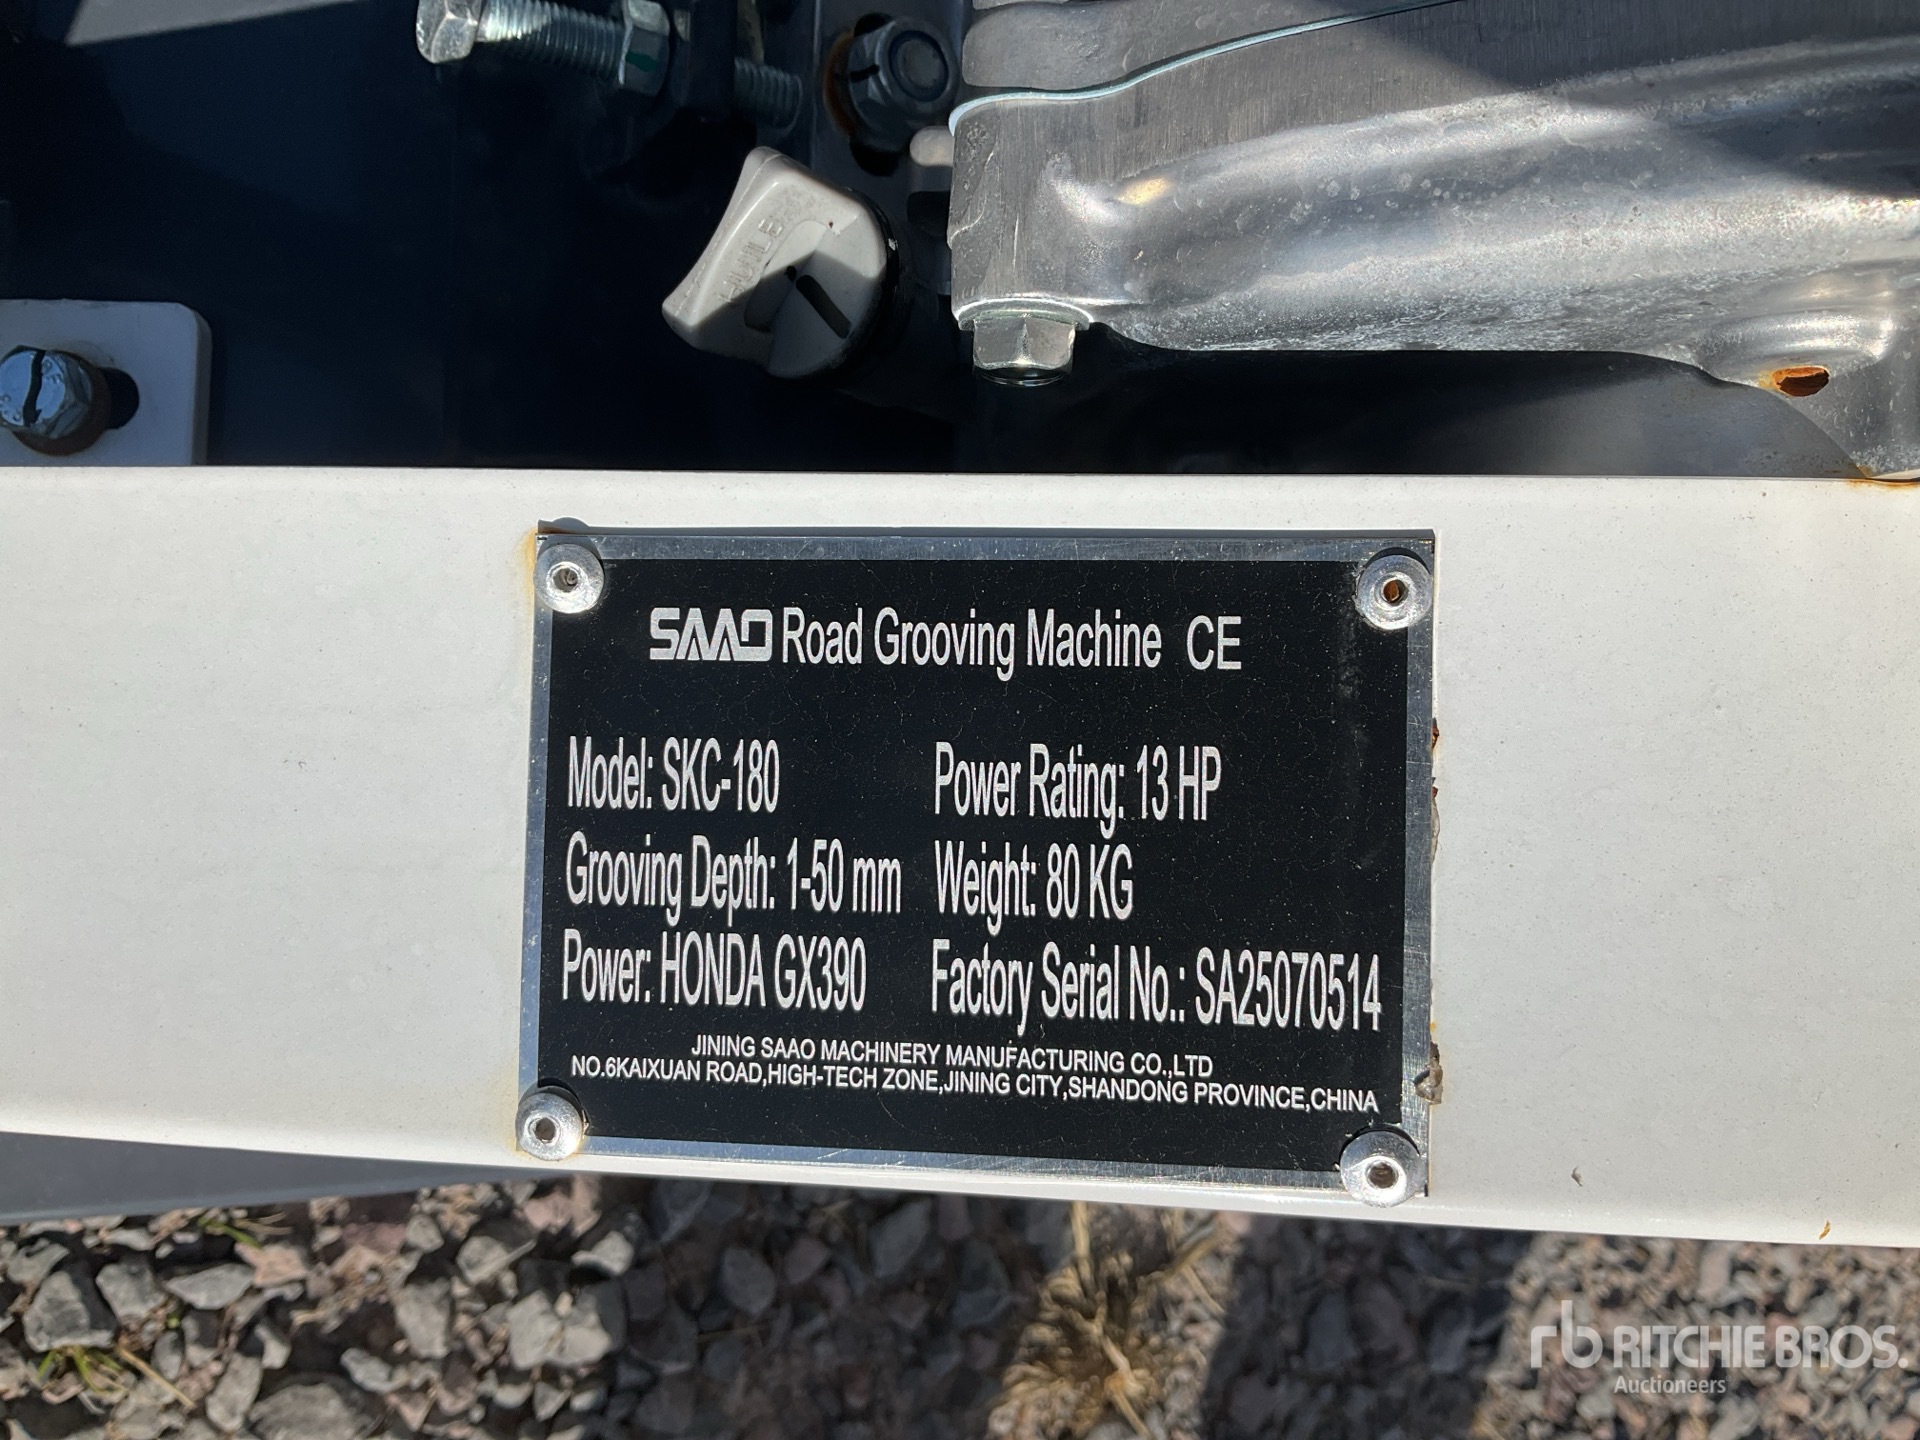 SAAO Road Grooving Machine CE
Model: SKC-180 Power Rating: 13 HP
Grooving Depth: 1-50 mm Weight: 80 KG
Power: HONDA GX390 Factory Serial No.: SA25070514
JINING SAAO MACHINERY MANUFACTURING CO.,LTD
NO.6KAIXUAN ROAD,HIGH-TECH ZONE,JINING CITY,SHANDONG PROVINCE,CHINA
rb RITCHIE BROS.
Auctioneers